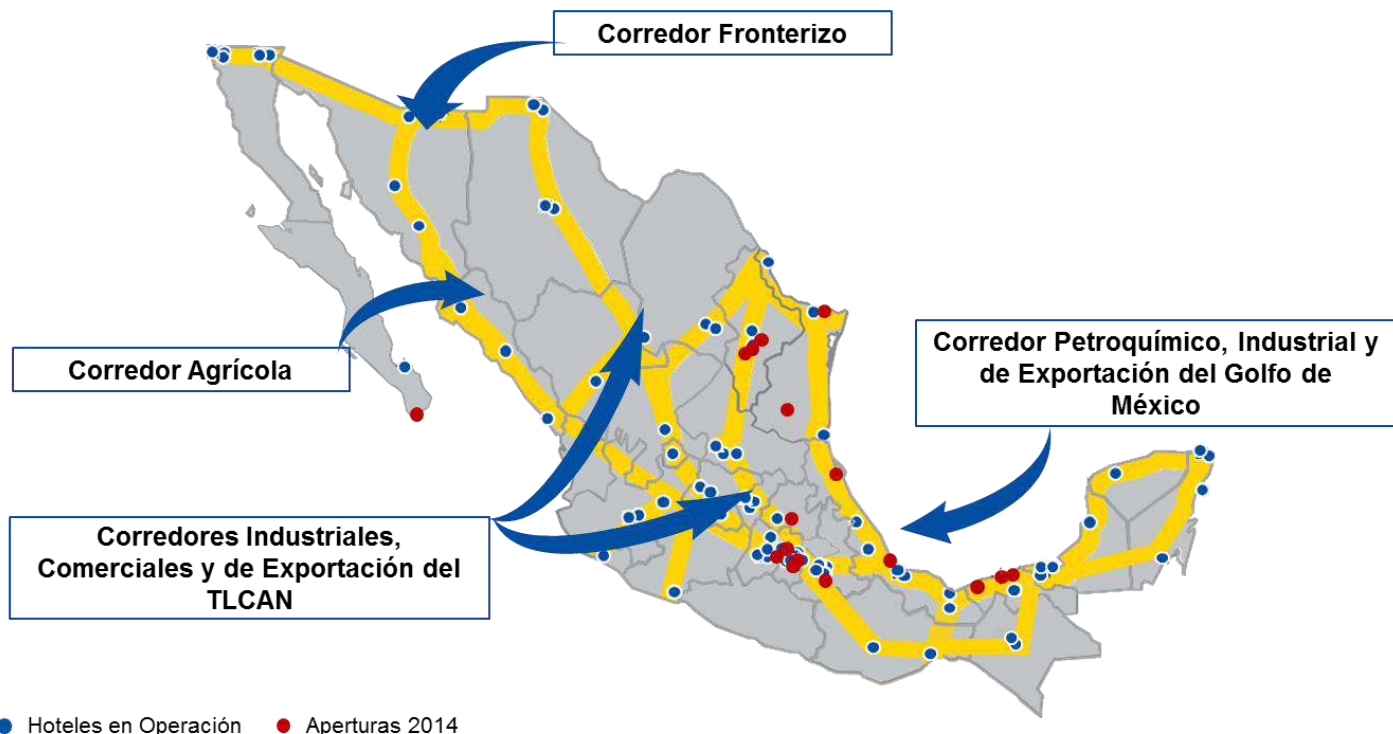 Corredor Fronterizo
Corredor Agrícola
Corredor Petroquímico, Industrial y
de Exportación del Golfo de
México
Corredores Industriales,
Comerciales y de Exportación del
TLCAN
Hoteles en Operación
Aperturas 2014